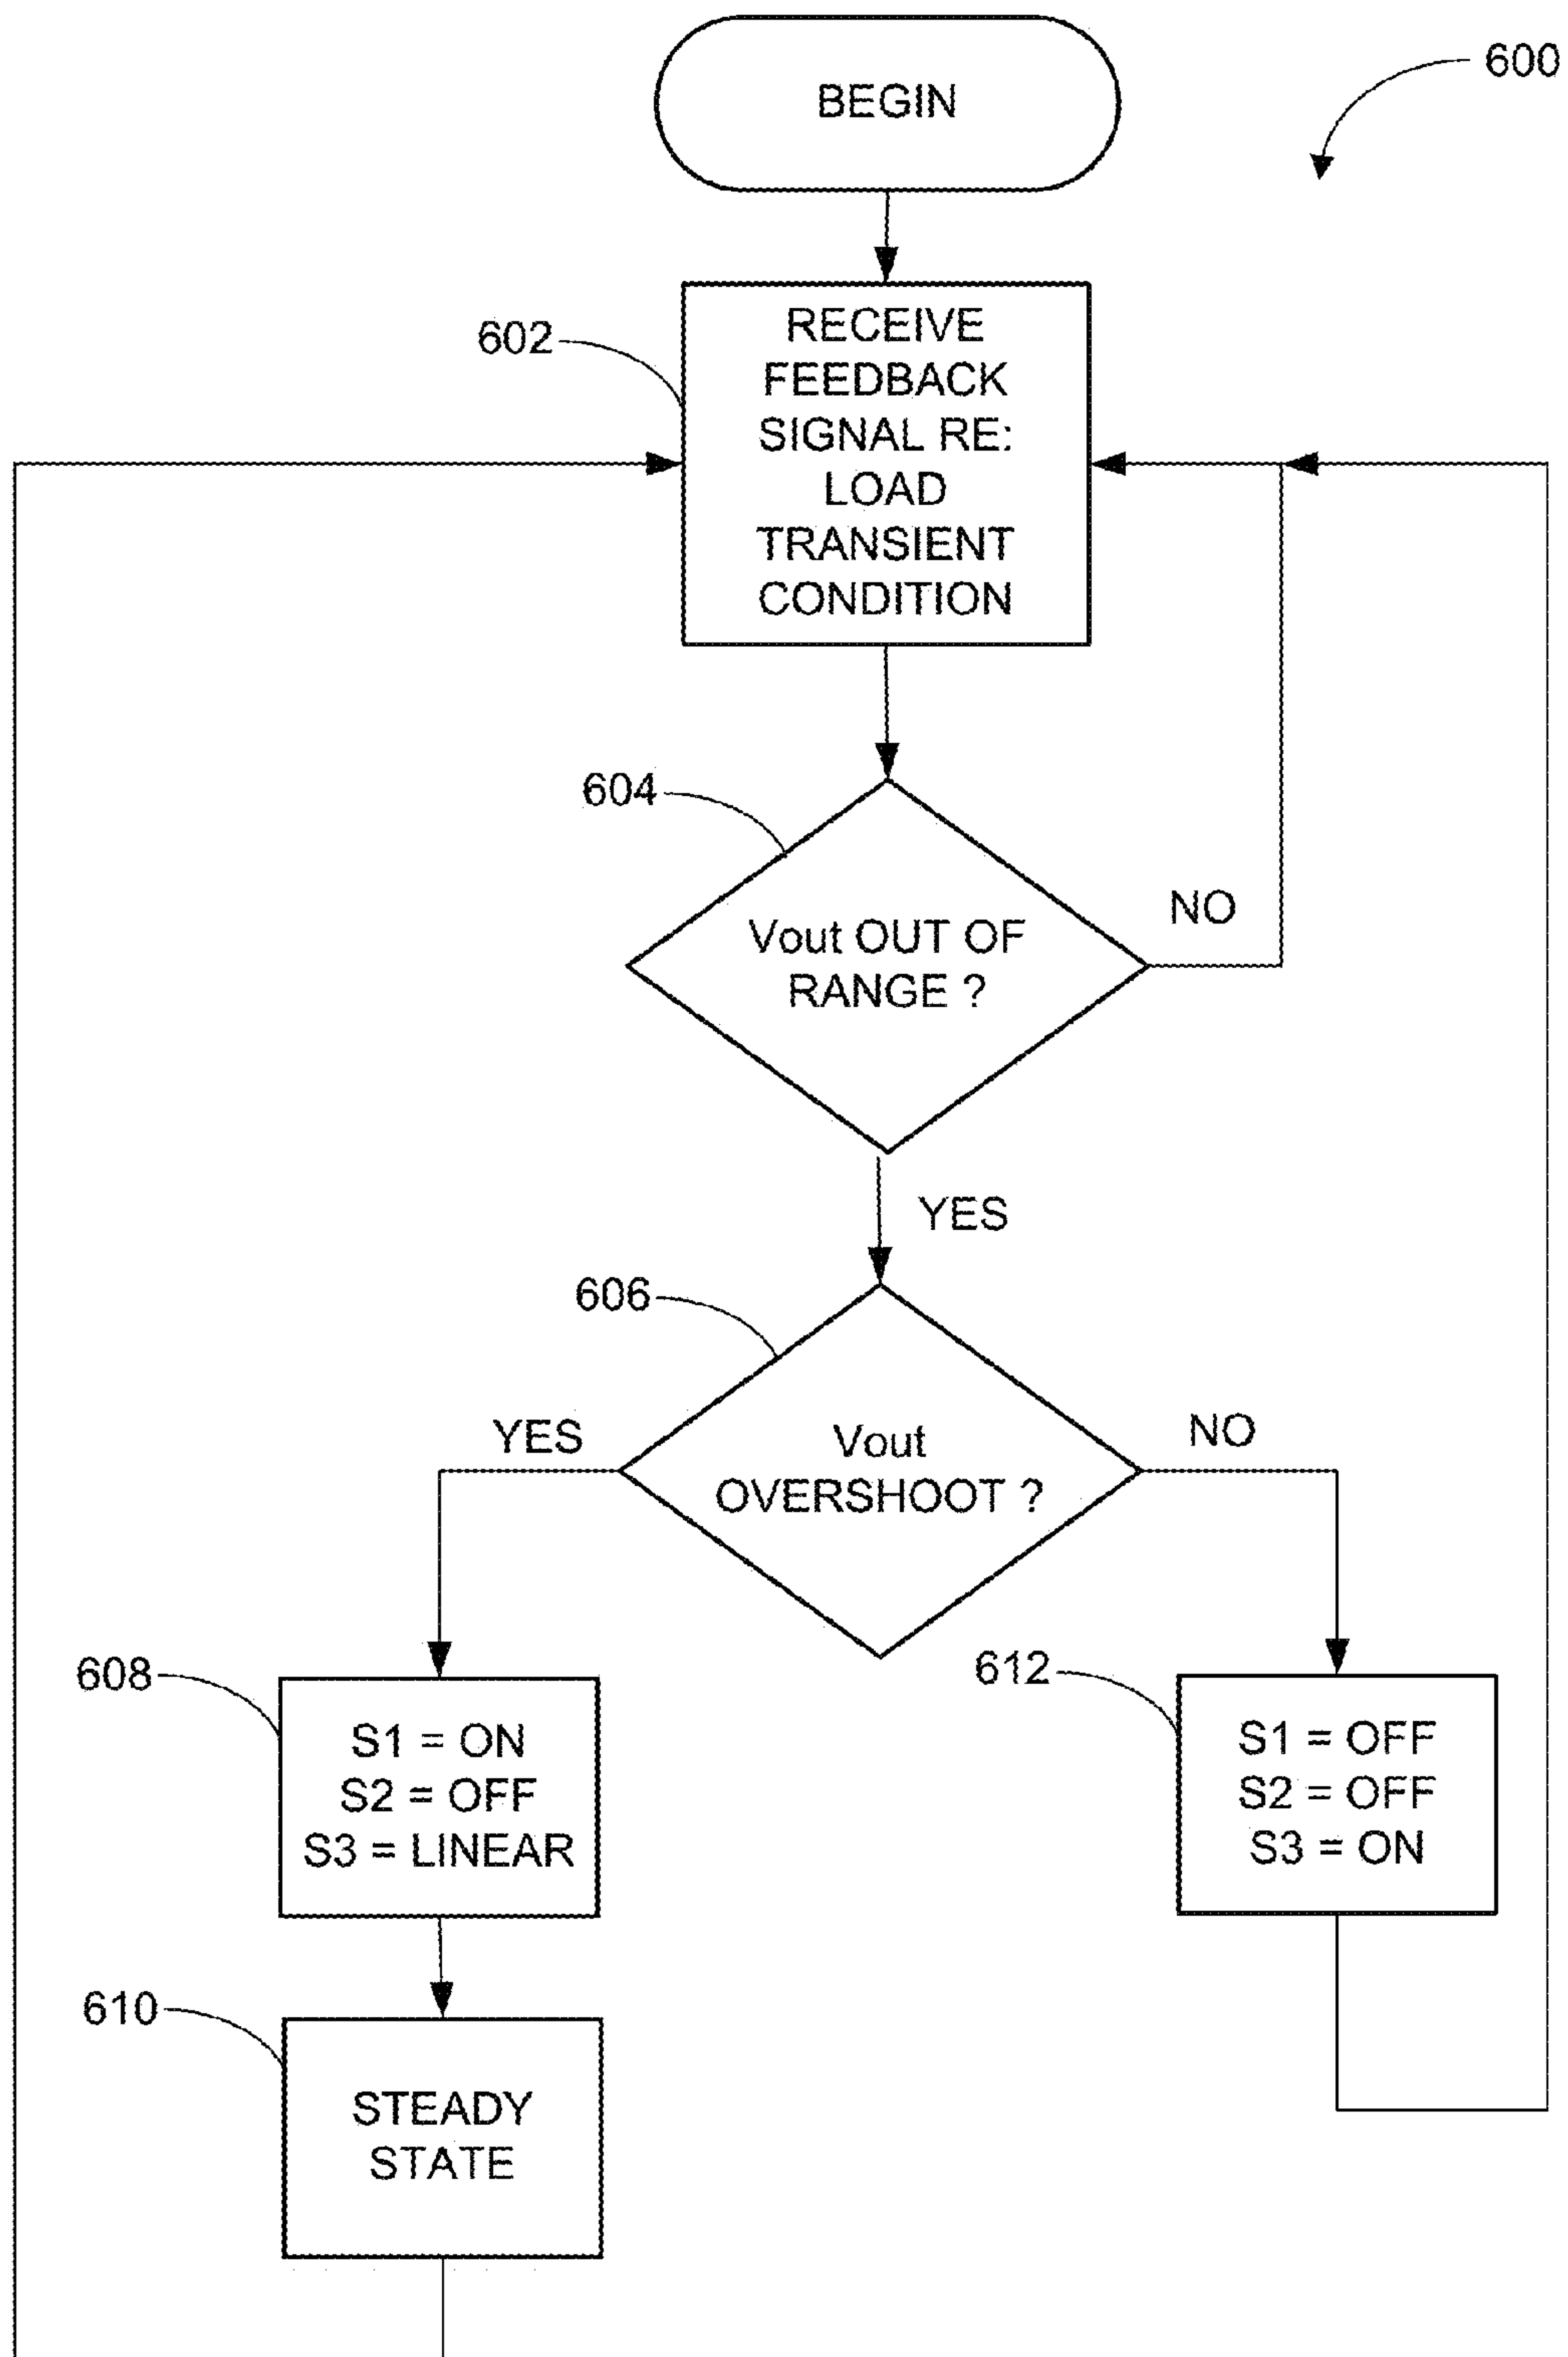 BEGIN
600
602
RECEIVE
FEEDBACK
SIGNAL RE:
LOAD
TRANSIENT
CONDITION
604
Vout OUT OF
RANGE ?
NO
YES
606
Vout
OVERSHOOT ?
YES
NO
608
S1 = ON
S2 = OFF
S3 = LINEAR
612
S1 = OFF
S2 = OFF
S3 = ON
610
STEADY
STATE